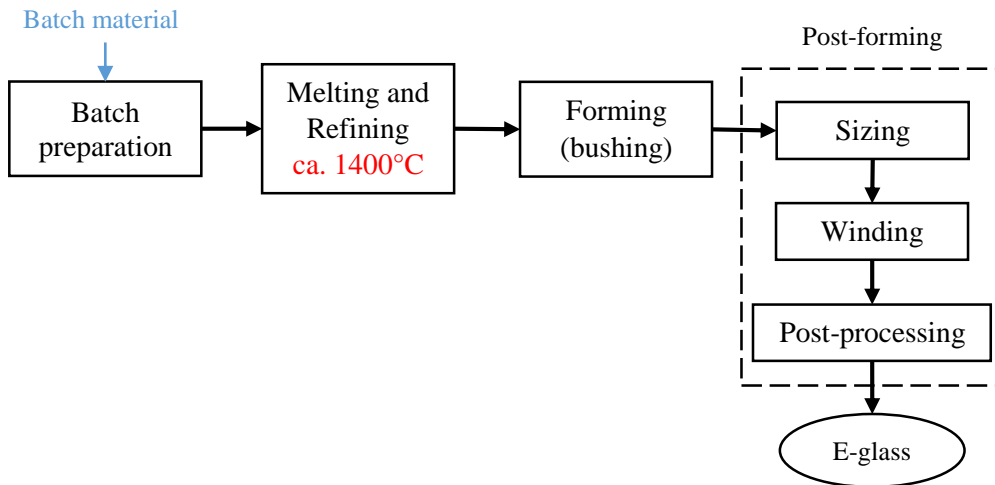 Batch material
Batch
preparation
Melting and
Refining
ca. 1400°C
Forming
(bushing)
Post-forming
Sizing
Winding
Post-processing
E-glass